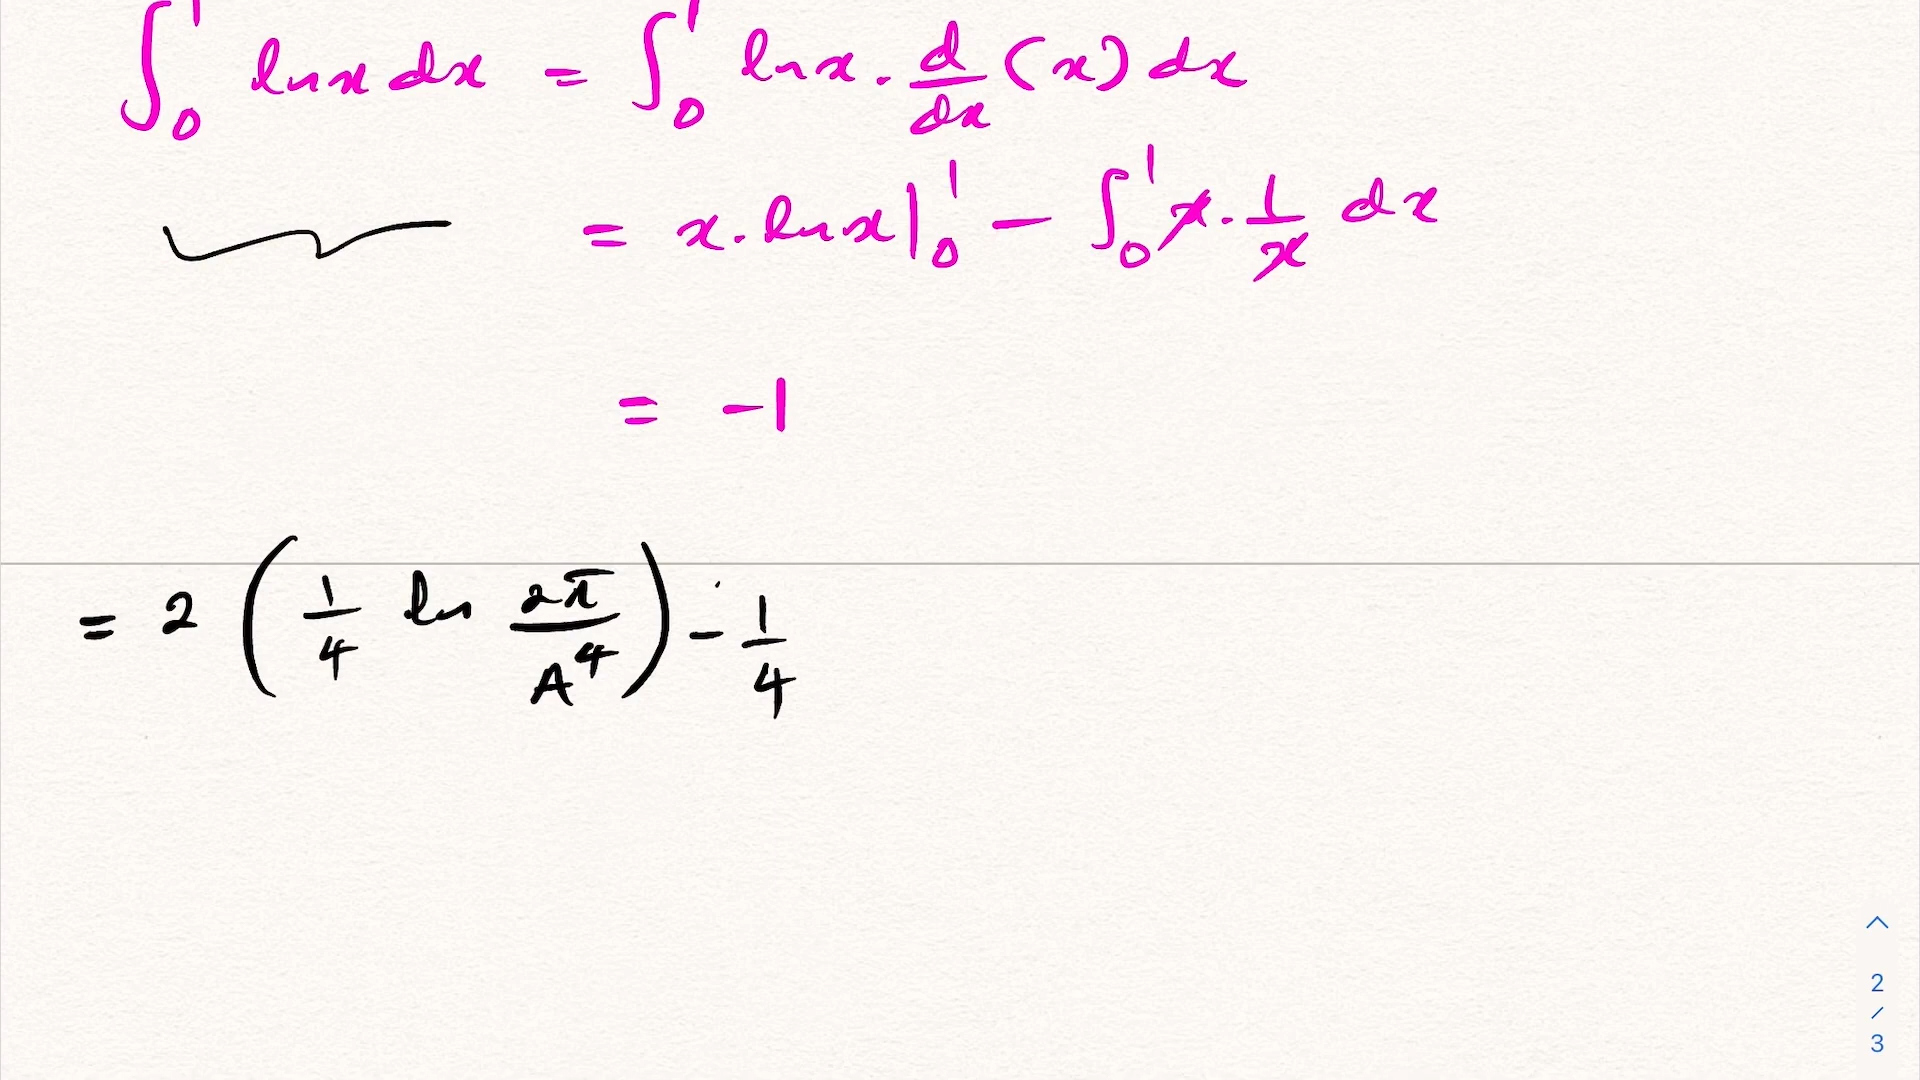 ∫₀¹ ln x dx = ∫₀¹ ln x · d/dx (x) dx
= x · ln x |₀¹ − ∫₀¹ x · 1/x dx
= −1
= 2 ( 1/4 ln 2π/A⁴ ) − 1/4
2
/
3